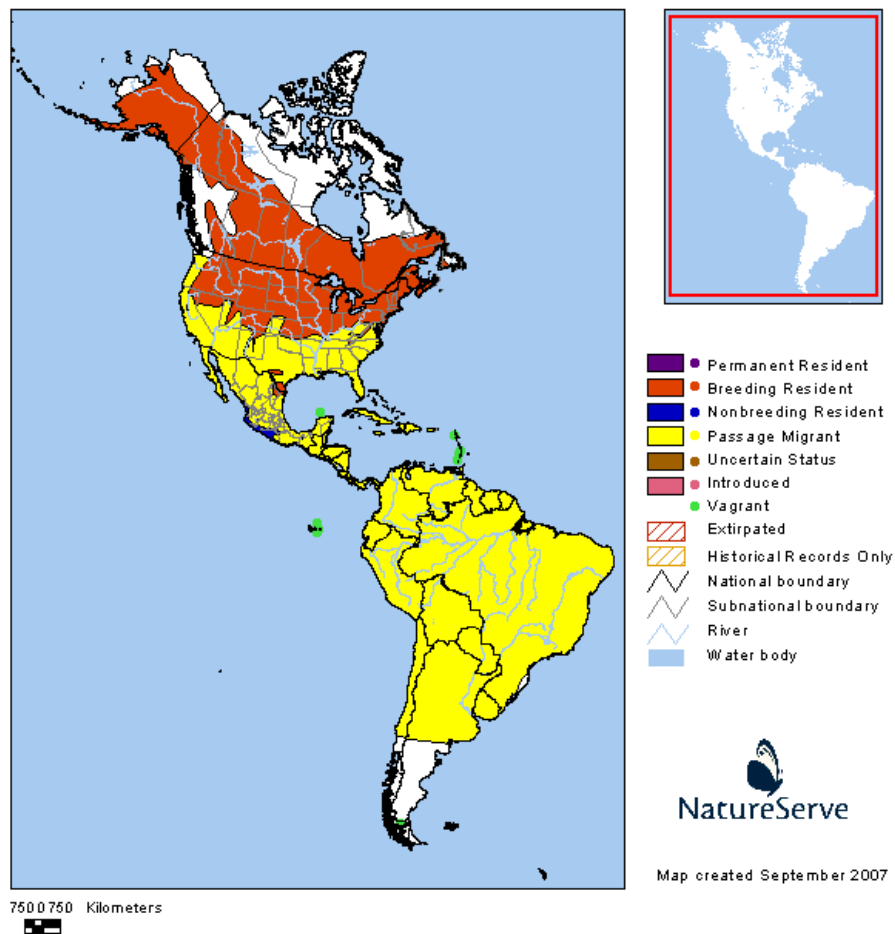 Permanent Resident
Breeding Resident
Nonbreeding Resident
Passage Migrant
Uncertain Status
Introduced
Vagrant
Extirpated
Historical Records Only
National boundary
Subnational boundary
River
Water body
NatureServe
Map created September 2007
750 0 750 Kilometers